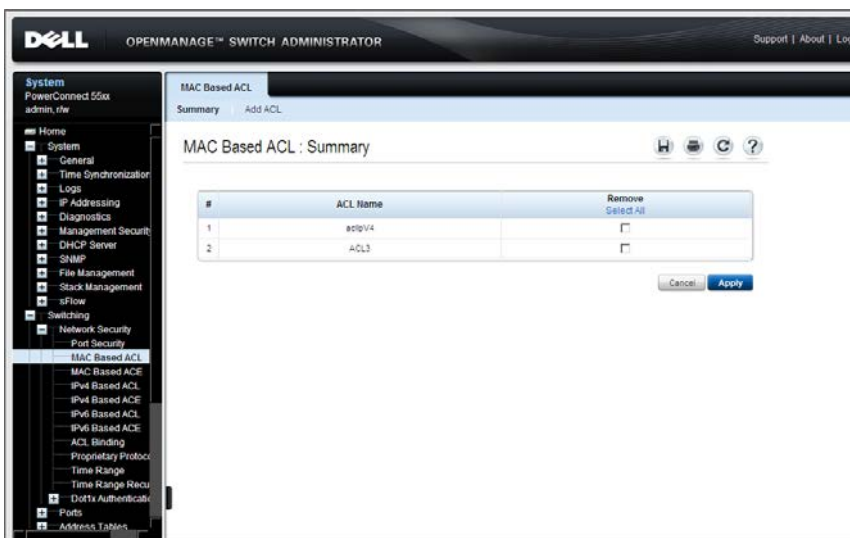 DELL
OPENMANAGE™ SWITCH ADMINISTRATOR
Support | About | Log
System
PowerConnect 55xx
admin, r/w
Home
System
General
Time Synchronization
Logs
IP Addressing
Diagnostics
Management Securit
DHCP Server
SNMP
File Management
Stack Management
sFlow
Switching
Network Security
Port Security
MAC Based ACL
MAC Based ACE
IPv4 Based ACL
IPv4 Based ACE
IPv6 Based ACL
IPv6 Based ACE
ACL Binding
Proprietary Protoco
Time Range
Time Range Recu
Dot1x Authenticatio
Ports
Address Tables
MAC Based ACL
Summary Add ACL
MAC Based ACL : Summary
# ACL Name Remove
Select All
1 aclipV4
2 ACL3
Cancel Apply